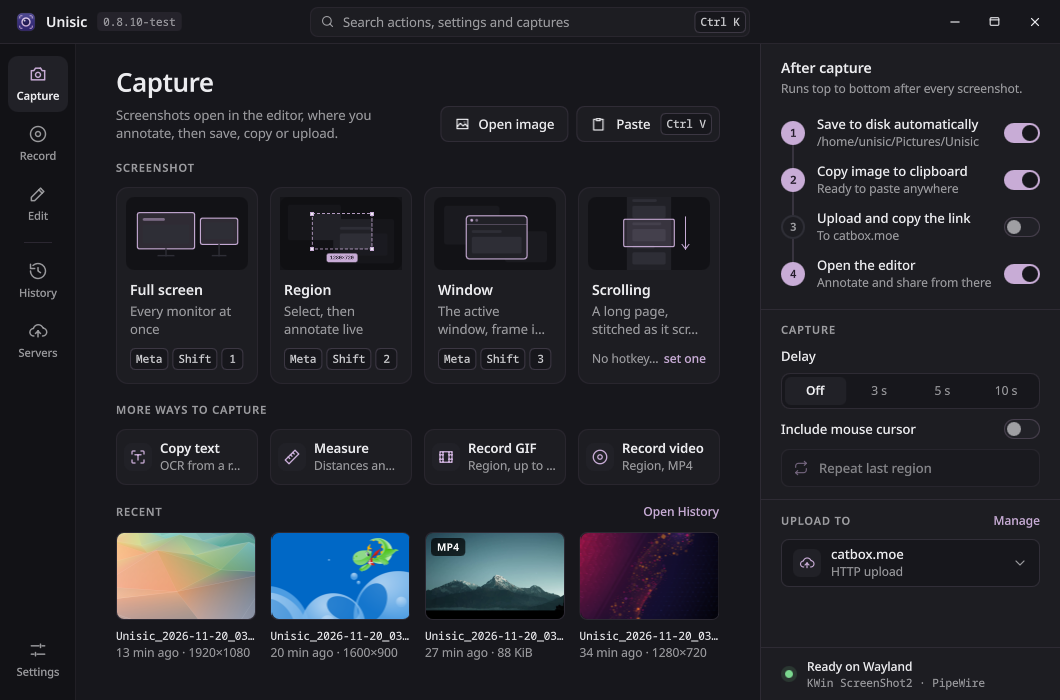 Unisic 0.8.10-test
Search actions, settings and captures Ctrl K
Capture
Record
Edit
History
Servers
Settings
Capture
Screenshots open in the editor, where you
annotate, then save, copy or upload.
Open image
Paste Ctrl V
SCREENSHOT
1280×720
Full screen
Every monitor at
once
Meta Shift 1
Region
Select, then
annotate live
Meta Shift 2
Window
The active
window, frame i...
Meta Shift 3
Scrolling
A long page,
stitched as it scr...
No hotkey... set one
MORE WAYS TO CAPTURE
Copy text
OCR from a r...
Measure
Distances an...
Record GIF
Region, up to ...
Record video
Region, MP4
RECENT
Open History
MP4
Unisic_2026-11-20_03...
13 min ago · 1920×1080
Unisic_2026-11-20_03...
20 min ago · 1600×900
Unisic_2026-11-20_03...
27 min ago · 88 KiB
Unisic_2026-11-20_03...
34 min ago · 1280×720
After capture
Runs top to bottom after every screenshot.
1 Save to disk automatically
/home/unisic/Pictures/Unisic
2 Copy image to clipboard
Ready to paste anywhere
3 Upload and copy the link
To catbox.moe
4 Open the editor
Annotate and share from there
CAPTURE
Delay
Off 3 s 5 s 10 s
Include mouse cursor
Repeat last region
UPLOAD TO Manage
catbox.moe
HTTP upload
Ready on Wayland
KWin ScreenShot2 · PipeWire